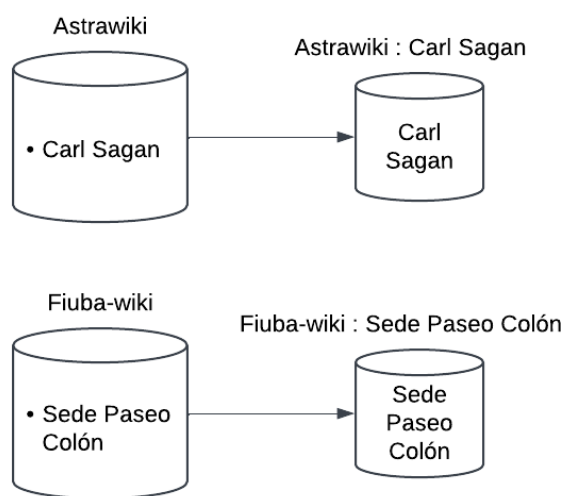 Astrawiki
Astrawiki : Carl Sagan
• Carl Sagan
Carl
Sagan
Fiuba-wiki
Fiuba-wiki : Sede Paseo Colón
• Sede Paseo
Colón
Sede
Paseo
Colón